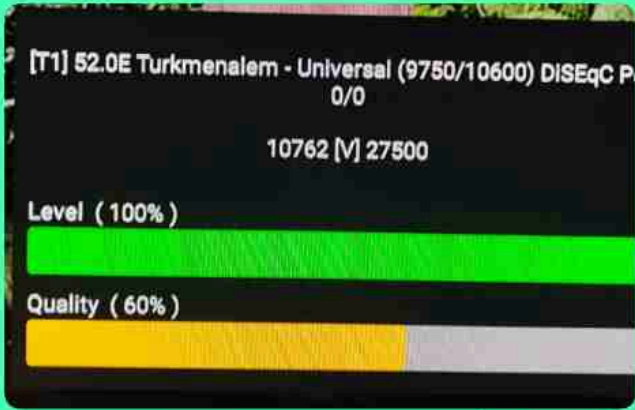 [T1] 52.0E Turkmenalem - Universal (9750/10600) DiSEqC
0/0
10762 [V] 27500
Level ( 100% )
Quality ( 60% )